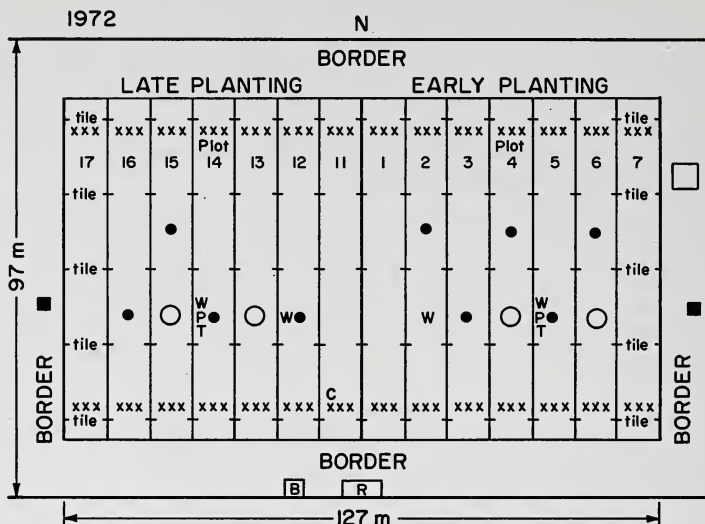 1972
N
BORDER
LATE PLANTING EARLY PLANTING
tile tile
xxx xxx xxx xxx xxx xxx xxx xxx xxx xxx xxx xxx xxx xxx
Plot Plot
17 16 15 14 13 12 11 1 2 3 4 5 6 7
tile tile
97 m
tile tile
W W
P W W P
T T
tile tile
BORDER BORDER
C
xxx xxx xxx xxx xxx xxx xxx xxx xxx xxx xxx xxx xxx xxx
tile tile
BORDER
B R
127 m